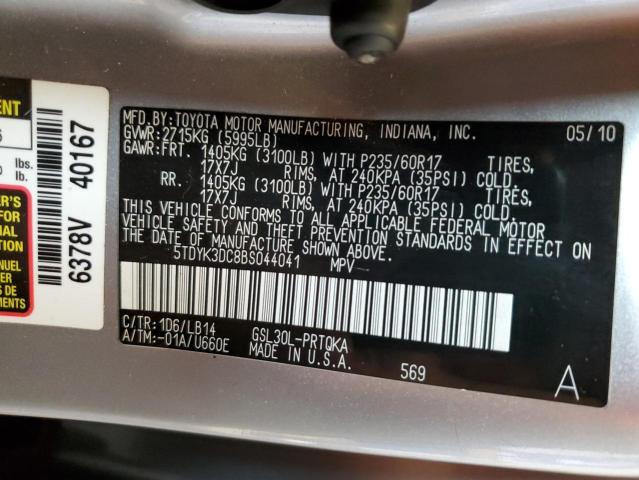 MFD.BY:TOYOTA MOTOR MANUFACTURING, INDIANA, INC. 05/10
GVWR:2715KG (5995LB)
GAWR:FRT. 1405KG (3100LB) WITH P235/60R17 TIRES,
17X7J RIMS, AT 240KPA (35PSI) COLD.
RR. 1405KG (3100LB) WITH P235/60R17 TIRES,
17X7J RIMS, AT 240KPA (35PSI) COLD.
THIS VEHICLE CONFORMS TO ALL APPLICABLE FEDERAL MOTOR
VEHICLE SAFETY AND THEFT PREVENTION STANDARDS IN EFFECT ON
THE DATE OF MANUFACTURE SHOWN ABOVE.
5TDYK3DC8BS044041 MPV
C/TR:1D6/LB14 GSL30L-PRTQKA
A/TM:-01A/U660E MADE IN U.S.A.
569
A
6378V 40167
lbs.
kg